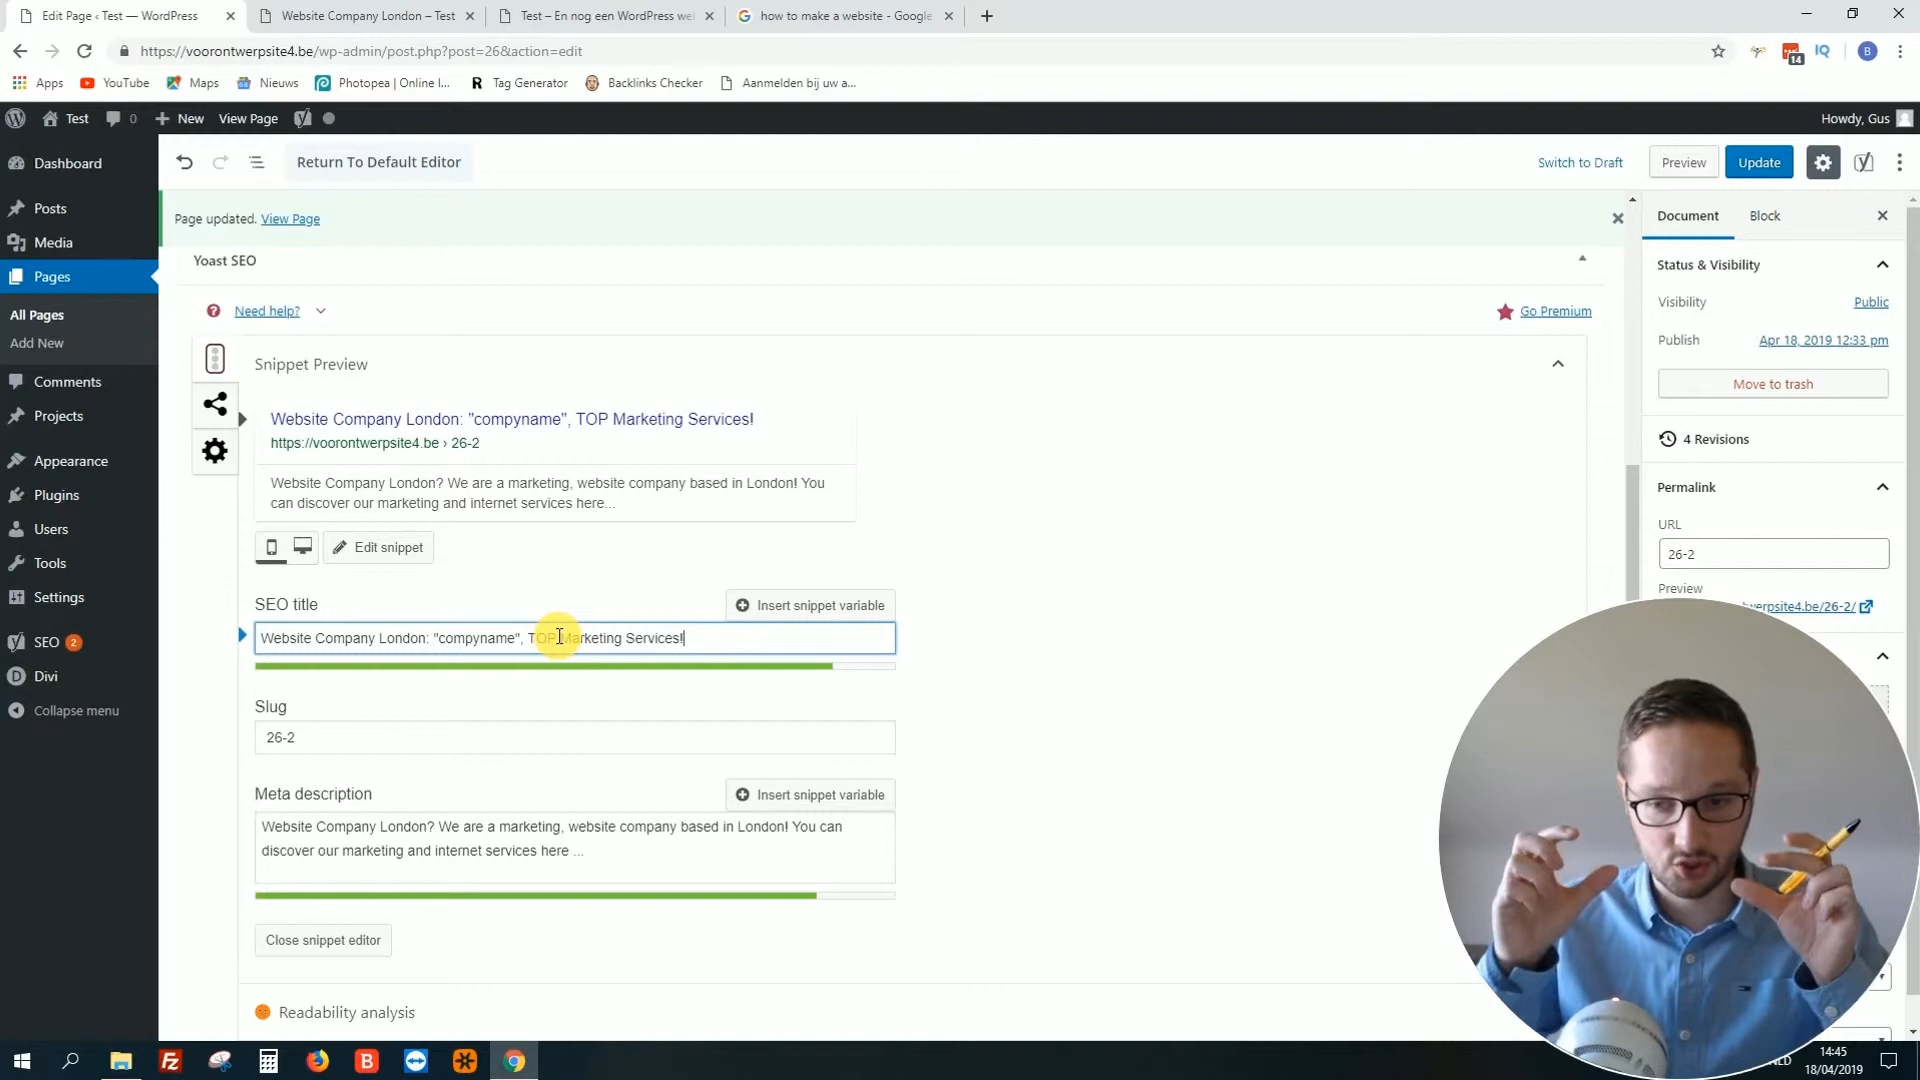 Edit Page ‹ Test — WordPress
Website Company London – Test
Test – En nog een WordPress we
how to make a website - Google
https://voorontwerpsite4.be/wp-admin/post.php?post=26&action=edit
14
IQ
B
Apps
YouTube
Maps
Nieuws
Photopea | Online I...
R
Tag Generator
Backlinks Checker
Aanmelden bij uw a...
Test
0
New
View Page
Howdy, Gus
Dashboard
Posts
Media
Pages
All Pages
Add New
Comments
Projects
Appearance
Plugins
Users
Tools
Settings
SEO 2
Divi
Collapse menu
Return To Default Editor
Switch to Draft
Preview
Update
Page updated. View Page
Yoast SEO
Need help?
Go Premium
Snippet Preview
Website Company London: "compyname", TOP Marketing Services!
https://voorontwerpsite4.be › 26-2
Website Company London? We are a marketing, website company based in London! You
can discover our marketing and internet services here...
Edit snippet
SEO title
Insert snippet variable
Website Company London: "compyname", TOP Marketing Services!
Slug
26-2
Meta description
Insert snippet variable
Website Company London? We are a marketing, website company based in London! You can
discover our marketing and internet services here ...
Close snippet editor
Readability analysis
Document
Block
Status & Visibility
Visibility
Public
Publish
Apr 18, 2019 12:33 pm
Move to trash
4 Revisions
Permalink
URL
26-2
Preview
werpsite4.be/26-2/
14:45
18/04/2019